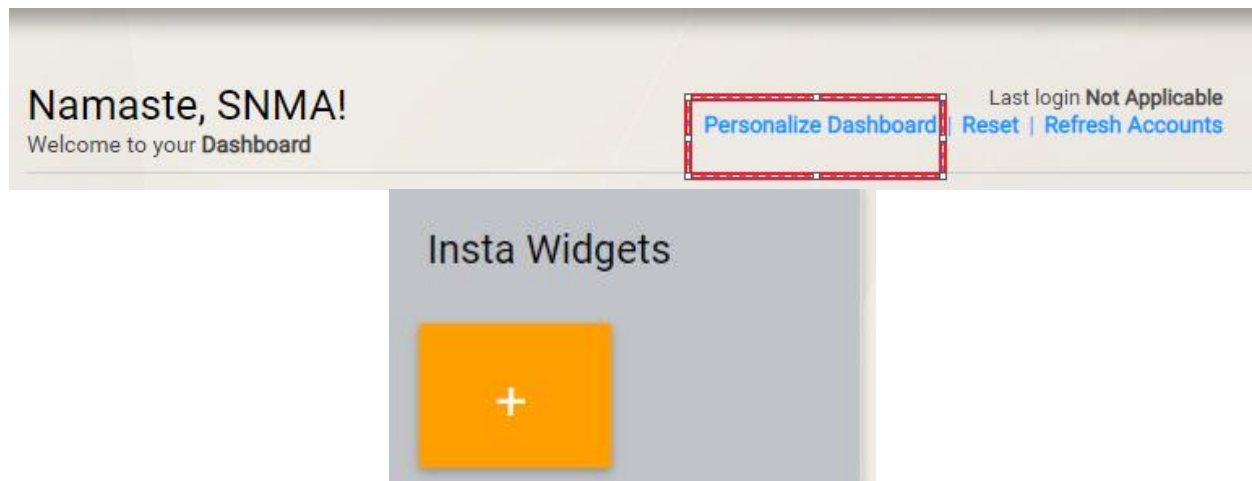 Namaste, SNMA!
Welcome to your Dashboard
Last login Not Applicable
Personalize Dashboard | Reset | Refresh Accounts
Insta Widgets
+